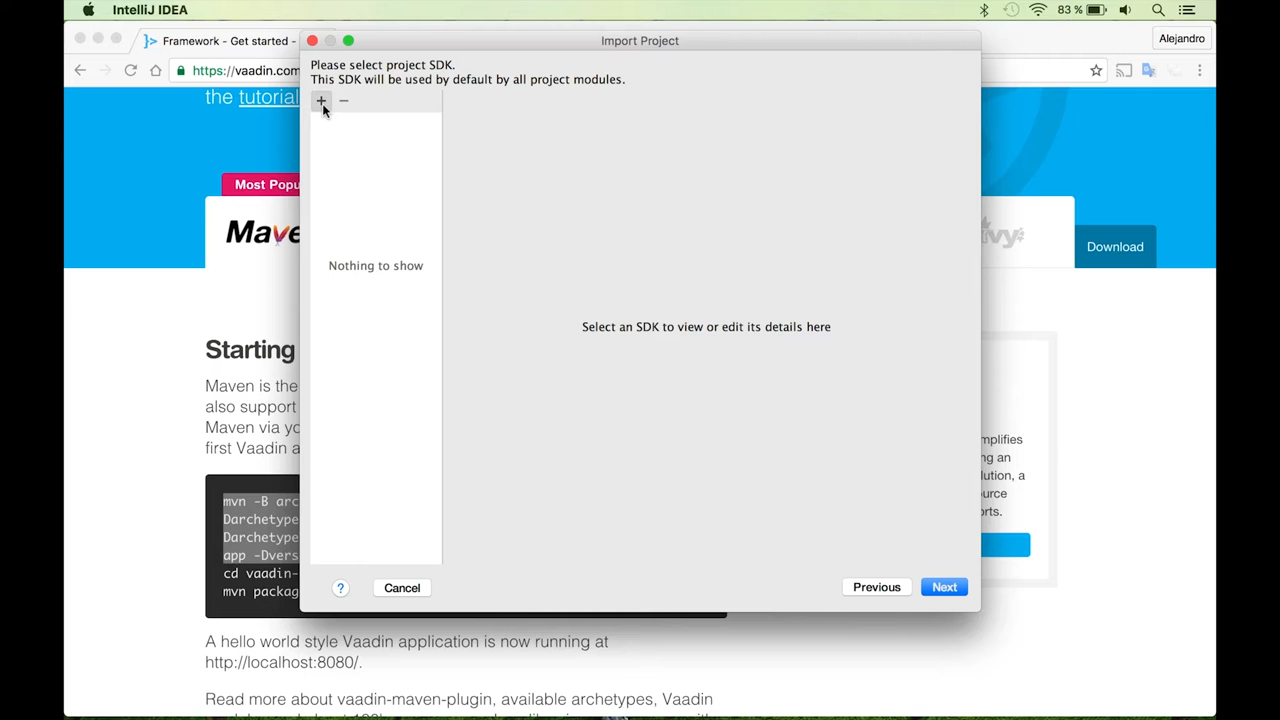 IntelliJ IDEA
83 %
Framework - Get started -
Import Project
Alejandro
https://vaadin.com
Please select project SDK.
This SDK will be used by default by all project modules.
the tutorial
+ −
Most Popu
Maven
Download
Nothing to show
Select an SDK to view or edit its details here
Starting
Maven is the
also support
Maven via yo
first Vaadin a
mplifies
ng an
lution, a
ource
orts.
mvn -B arc
Darchetype
Darchetype
app -Dvers
cd vaadin-
mvn packag
? Cancel Previous Next
A hello world style Vaadin application is now running at
http://localhost:8080/.
Read more about vaadin-maven-plugin, available archetypes, Vaadin